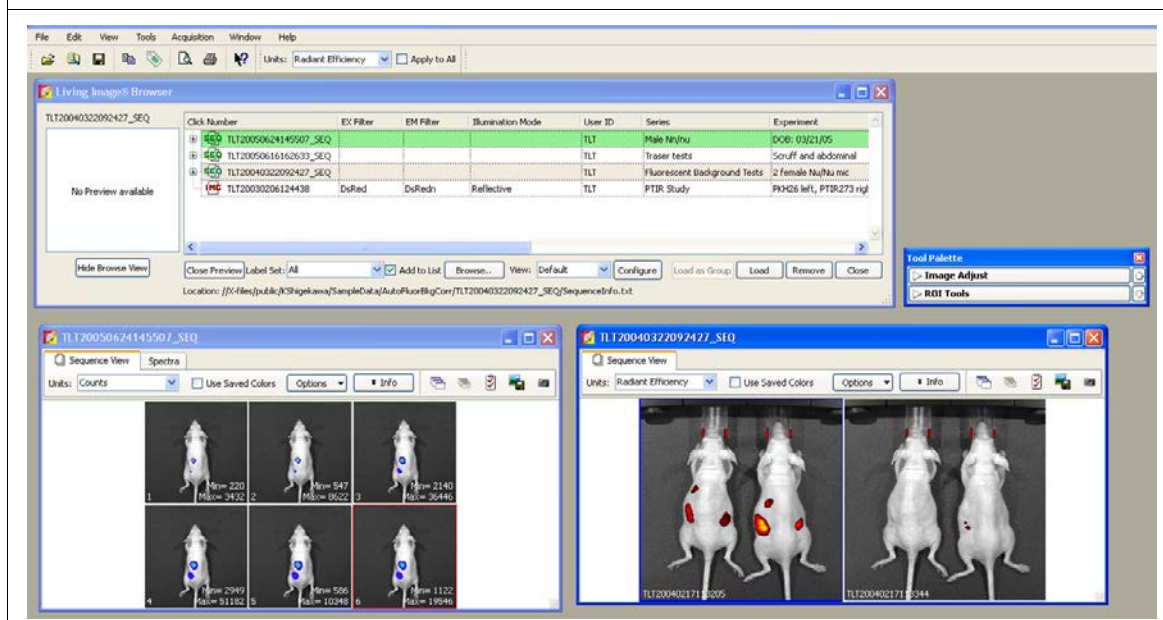 File Edit View Tools Acquisition Window Help
Units: Radiant Efficiency Apply to All
Living Image® Browser
TLT20040322092427_SEQ
Click Number EX Filter EM Filter Illumination Mode User ID Series Experiment
TLT20050624145507_SEQ TLT Male Nn/nu DOB: 03/21/05
TLT20050616162633_SEQ TLT Traser tests Scruff and abdominal
TLT20040322092427_SEQ TLT Fluorescent Background Tests 2 female Nu/Nu mic
TLT20030206124438 DsRed DsRedn Reflective TLT PTIR Study PKH26 left, PTIR273 rigl
No Preview available
Hide Browse View
Close Preview Label Set: All Add to List Browse... View: Default Configure Load as Group Load Remove Close
Location: //X-files/public/KShigekawa/SampleData/AutoFluorBkgCorr/TLT20040322092427_SEQ/SequenceInfo.txt
Tool Palette
Image Adjust
ROI Tools
TLT20050624145507_SEQ
Sequence View Spectra
Units: Counts Use Saved Colors Options Info
1 Min= 220 Max= 3432
2 Min= 547 Max= 8622
3 Min= 2140 Max= 36446
4 Min= 2949 Max= 51182
5 Min= 586 Max= 10348
6 Min= 1122 Max= 19546
TLT20040322092427_SEQ
Sequence View
Units: Radiant Efficiency Use Saved Colors Options Info